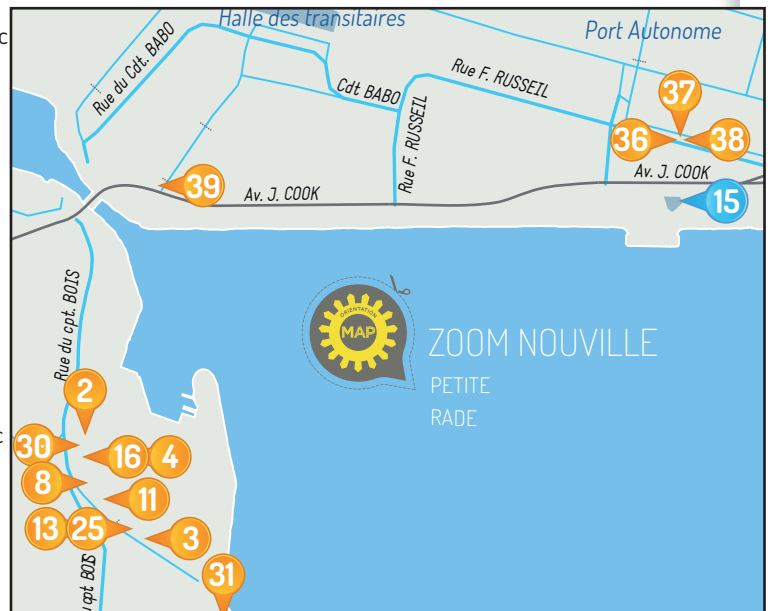 c
Halle des transitaires
Port Autonome
Rue du Cdt. BABO
Cdt BABO
Rue F. RUSSEIL
Rue F. RUSSEIL
37
36
38
39
Av. J. COOK
Av. J. COOK
15
ORIENTATION
MAP
ZOOM NOUVILLE
PETITE
RADE
Rue du cpt. BOIS
2
c
30
16
4
8
11
13
25
3
31
u cpt BOIS